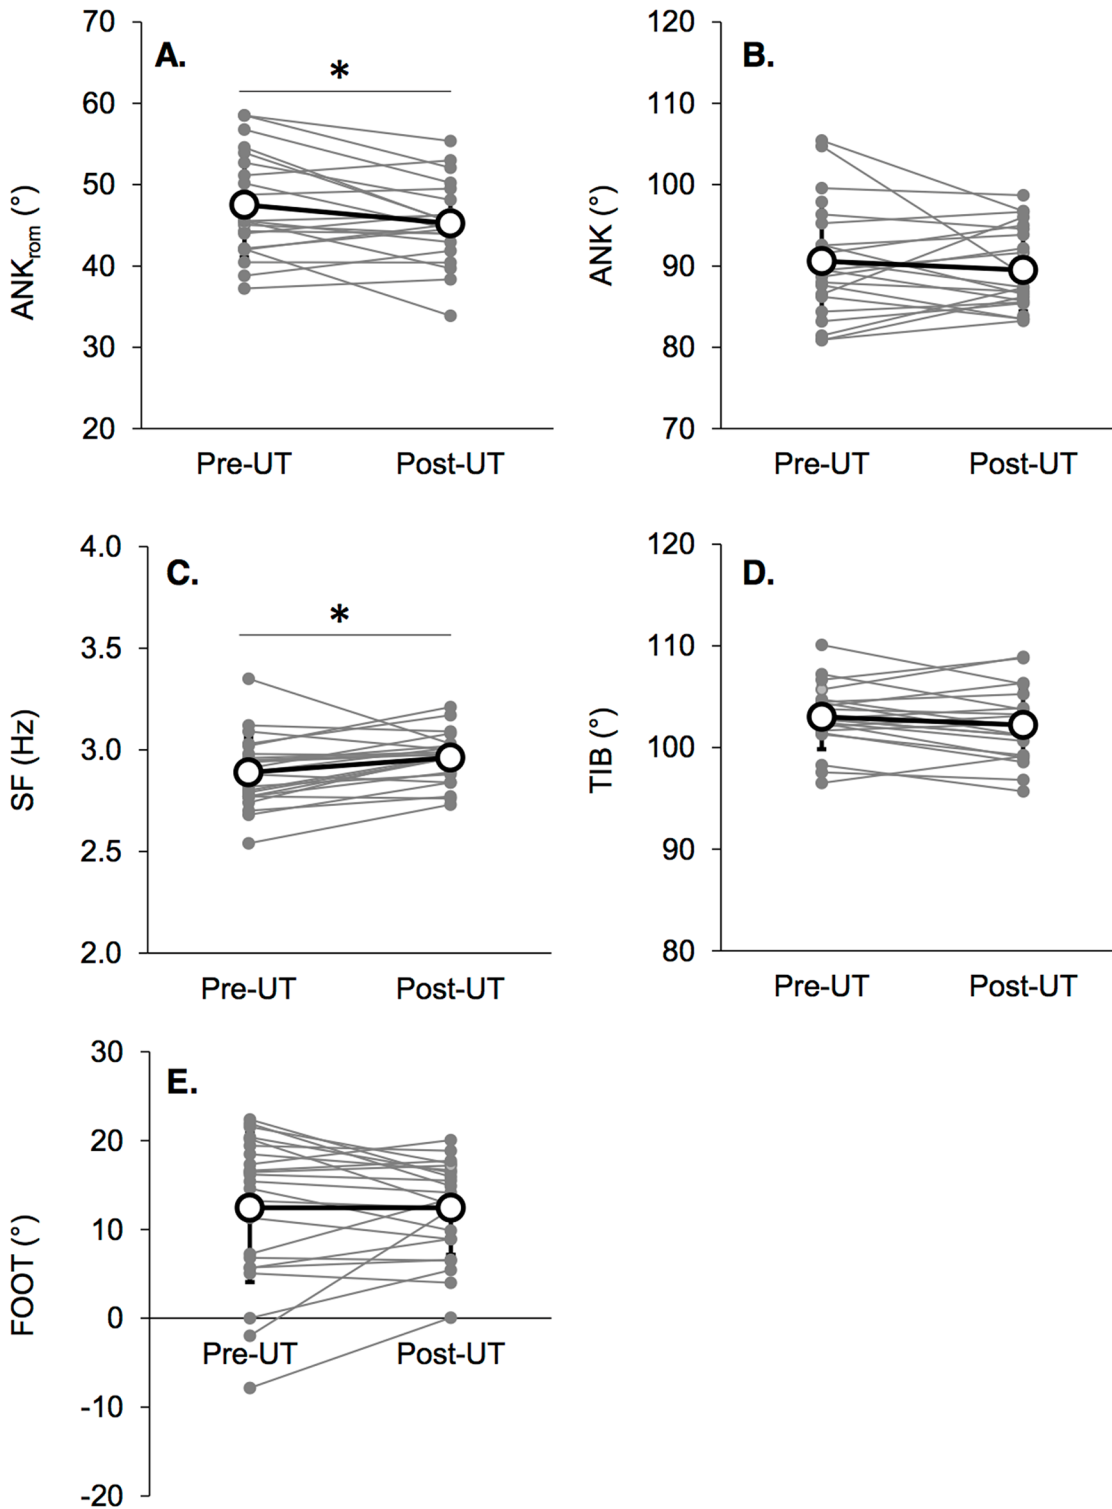 A.
*
70
60
50
40
30
20
ANKrom (°)
Pre-UT Post-UT
B.
120
110
100
90
80
70
ANK (°)
Pre-UT Post-UT
C.
*
4.0
3.5
3.0
2.5
2.0
SF (Hz)
Pre-UT Post-UT
D.
120
110
100
90
80
TIB (°)
Pre-UT Post-UT
E.
30
20
10
0
-10
-20
FOOT (°)
Pre-UT Post-UT